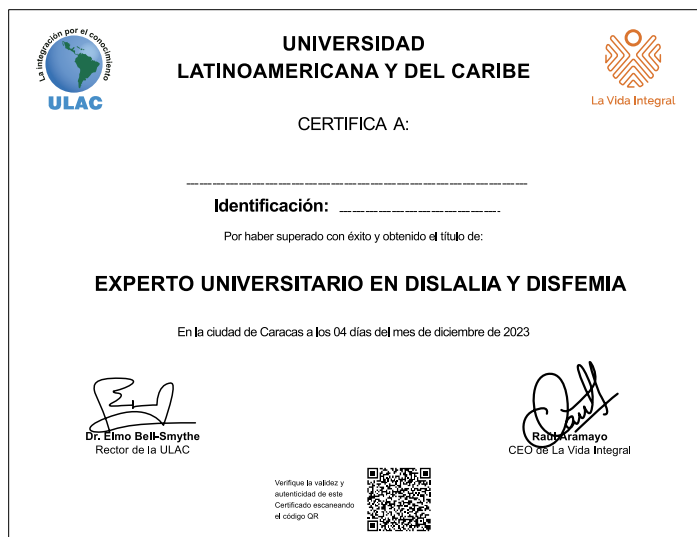 La integración por el conocimiento
ULAC
UNIVERSIDAD
LATINOAMERICANA Y DEL CARIBE
La Vida Integral
CERTIFICA A:
Identificación:
Por haber superado con éxito y obtenido el título de:
EXPERTO UNIVERSITARIO EN DISLALIA Y DISFEMIA
En la ciudad de Caracas a los 04 días del mes de diciembre de 2023
Dr. Elmo Bell-Smythe
Rector de la ULAC
Raúl Aramayo
CEO de La Vida Integral
Verifique la validez y
autenticidad de este
Certificado escaneando
el código QR